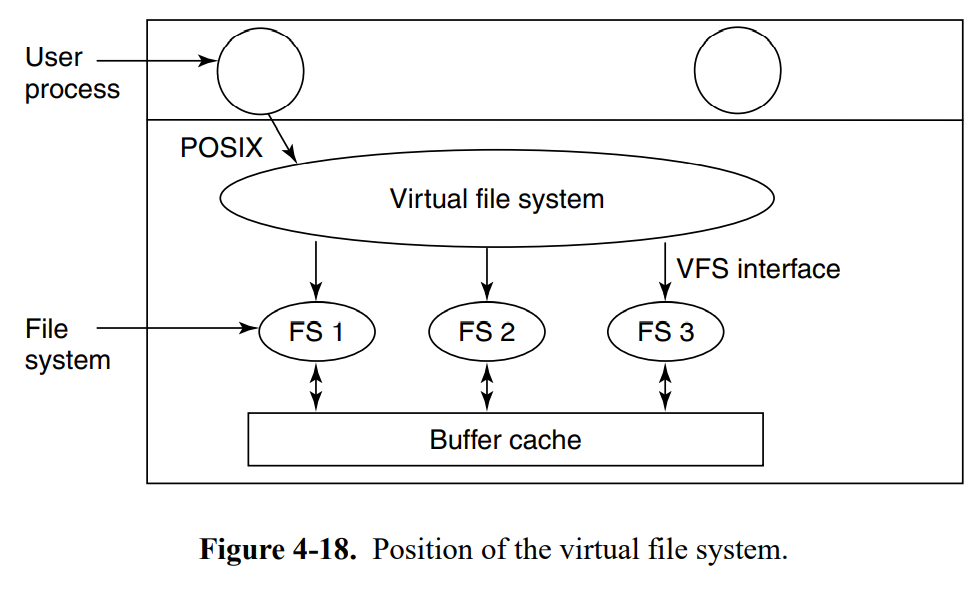 User
process
POSIX
Virtual file system
VFS interface
File
system
FS 1
FS 2
FS 3
Buffer cache
Figure 4-18. Position of the virtual file system.